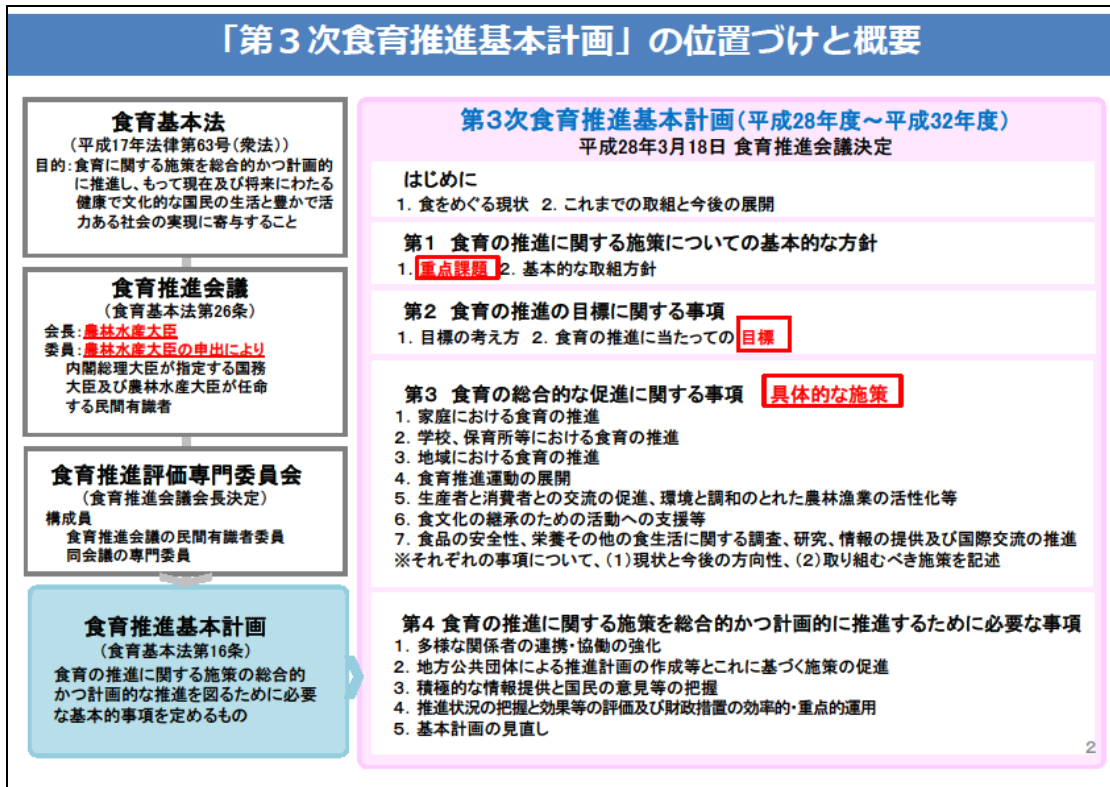 「第３次食育推進基本計画」の位置づけと概要
食育基本法
(平成17年法律第63号(衆法))
目的：食育に関する施策を総合的かつ計画的
に推進し、もって現在及び将来にわたる
健康で文化的な国民の生活と豊かで活
力ある社会の実現に寄与すること
食育推進会議
(食育基本法第26条)
会長：農林水産大臣
委員：農林水産大臣の申出により
内閣総理大臣が指定する国務
大臣及び農林水産大臣が任命
する民間有識者
食育推進評価専門委員会
(食育推進会議会長決定)
構成員
食育推進会議の民間有識者委員
同会議の専門委員
食育推進基本計画
(食育基本法第16条)
食育の推進に関する施策の総合的
かつ計画的な推進を図るために必要
な基本的事項を定めるもの
第3次食育推進基本計画(平成28年度～平成32年度)
平成28年3月18日 食育推進会議決定
はじめに
1. 食をめぐる現状 2. これまでの取組と今後の展開
第1 食育の推進に関する施策についての基本的な方針
1. 重点課題 2. 基本的な取組方針
第2 食育の推進の目標に関する事項
1. 目標の考え方 2. 食育の推進に当たっての 目標
第3 食育の総合的な促進に関する事項 具体的な施策
1. 家庭における食育の推進
2. 学校、保育所等における食育の推進
3. 地域における食育の推進
4. 食育推進運動の展開
5. 生産者と消費者との交流の促進、環境と調和のとれた農林漁業の活性化等
6. 食文化の継承のための活動への支援等
7. 食品の安全性、栄養その他の食生活に関する調査、研究、情報の提供及び国際交流の推進
※それぞれの事項について、(1)現状と今後の方向性、(2)取り組むべき施策を記述
第4 食育の推進に関する施策を総合的かつ計画的に推進するために必要な事項
1. 多様な関係者の連携・協働の強化
2. 地方公共団体による推進計画の作成等とこれに基づく施策の促進
3. 積極的な情報提供と国民の意見等の把握
4. 推進状況の把握と効果等の評価及び財政措置の効率的・重点的運用
5. 基本計画の見直し
2